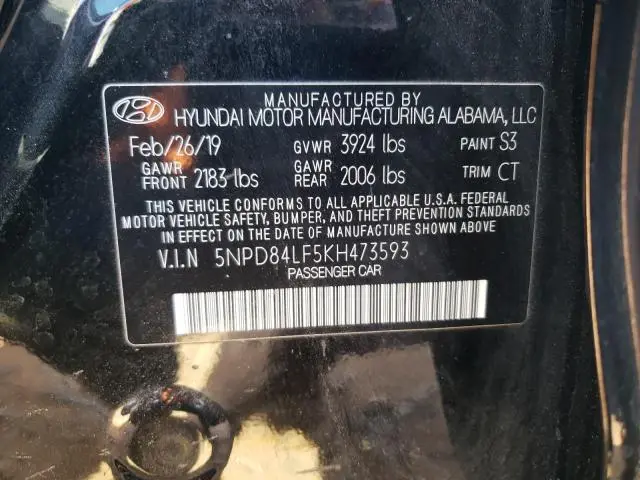 MANUFACTURED BY
HYUNDAI MOTOR MANUFACTURING ALABAMA, LLC
Feb/26/19 GVWR 3924 lbs PAINT S3
GAWR FRONT 2183 lbs GAWR REAR 2006 lbs TRIM CT
THIS VEHICLE CONFORMS TO ALL APPLICABLE U.S.A. FEDERAL
MOTOR VEHICLE SAFETY, BUMPER, AND THEFT PREVENTION STANDARDS
IN EFFECT ON THE DATE OF MANUFACTURE SHOWN ABOVE
V.I.N 5NPD84LF5KH473593
PASSENGER CAR